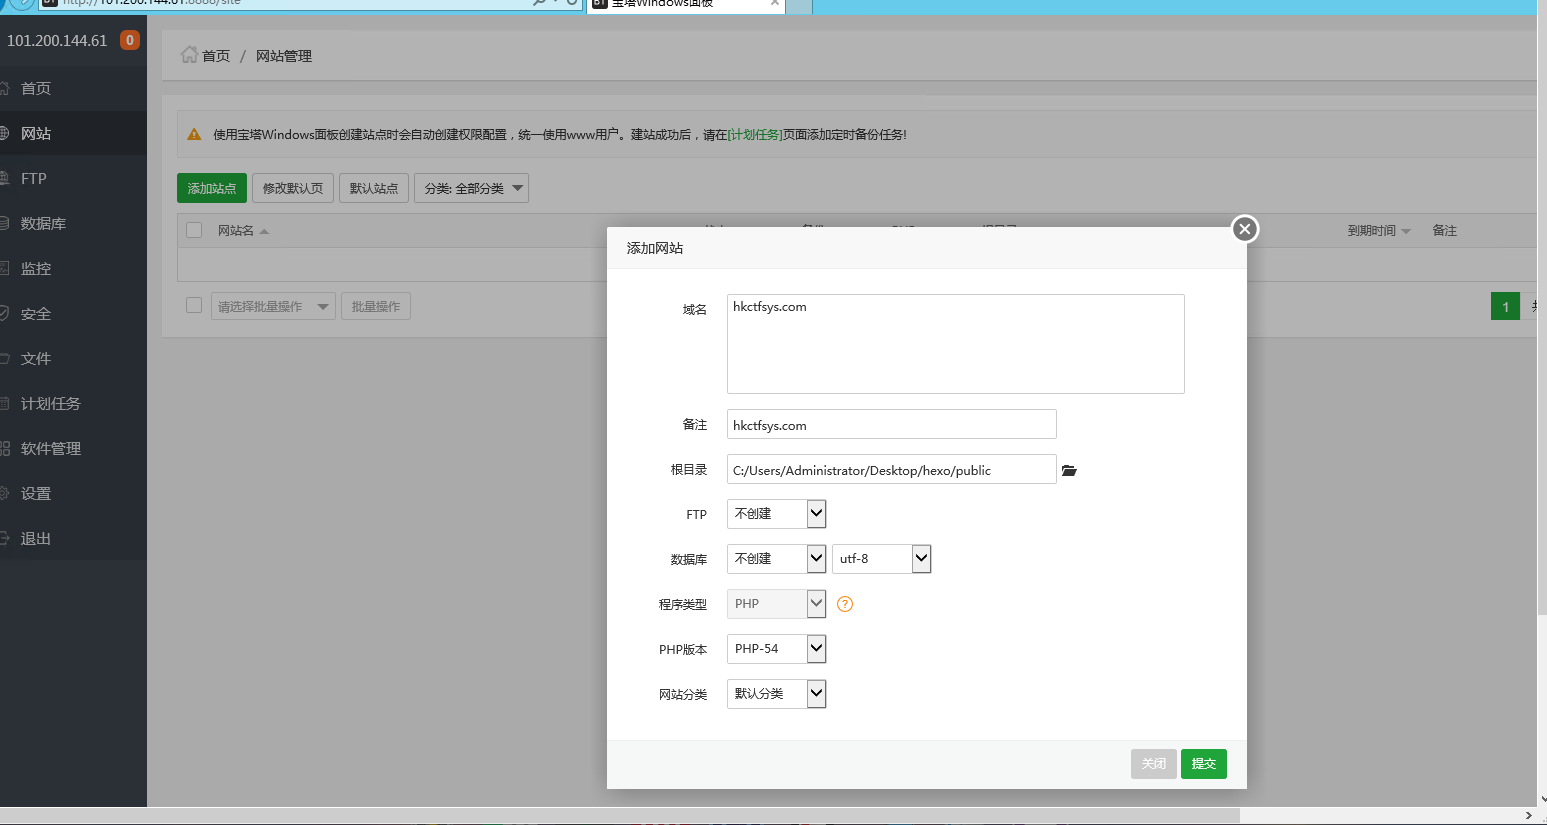 http://101.200.144.61:8888/site
宝塔Windows面板
101.200.144.61 0
首页 / 网站管理
首页
网站
FTP
数据库
监控
安全
文件
计划任务
软件管理
设置
退出
使用宝塔Windows面板创建站点时会自动创建权限配置，统一使用www用户。建站成功后，请在[计划任务]页面添加定时备份任务!
添加站点 修改默认页 默认站点 分类: 全部分类
网站名 到期时间 备注
请选择批量操作 批量操作
1
添加网站
域名 hkctfsys.com
备注 hkctfsys.com
根目录 C:/Users/Administrator/Desktop/hexo/public
FTP 不创建
数据库 不创建 utf-8
程序类型 PHP ?
PHP版本 PHP-54
网站分类 默认分类
关闭 提交